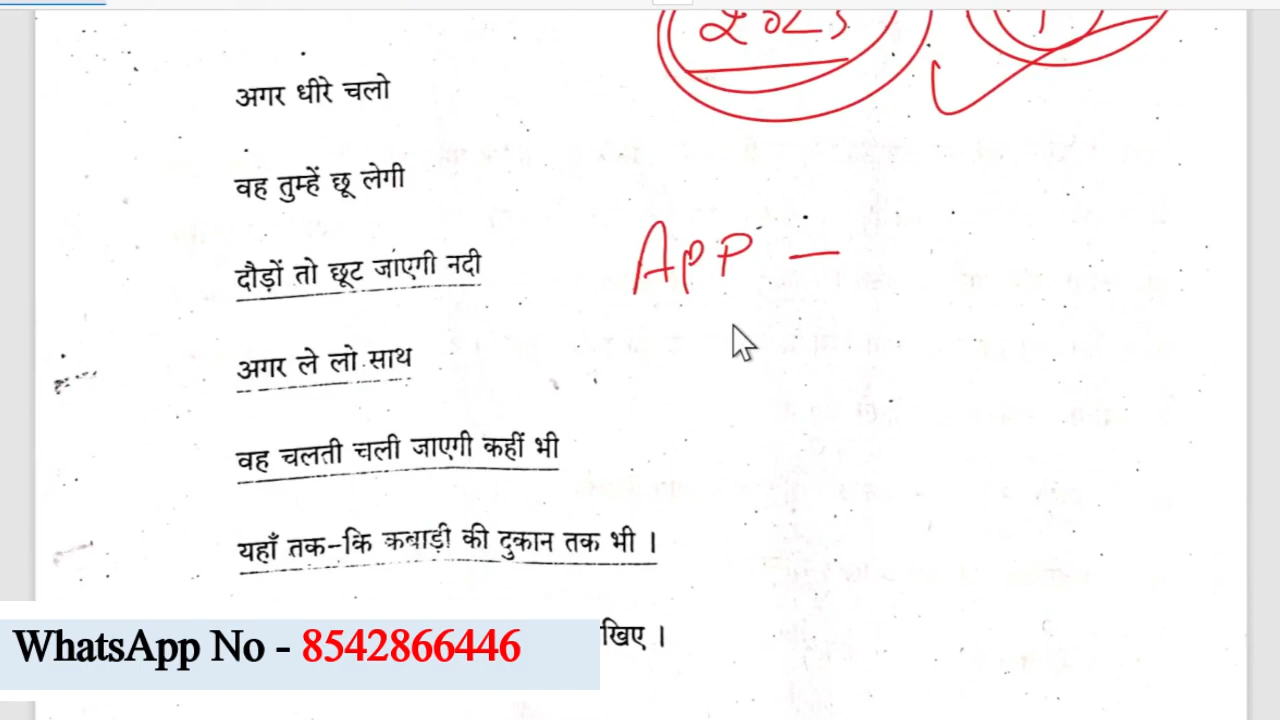 2023
अगर धीरे चलो
वह तुम्हें छू लेगी
दौड़ों तो छूट जाएगी नदी
App –
अगर ले लो साथ
वह चलती चली जाएगी कहीं भी
यहाँ तक-कि कबाड़ी की दुकान तक भी ।
खिए ।
WhatsApp No - 8542866446